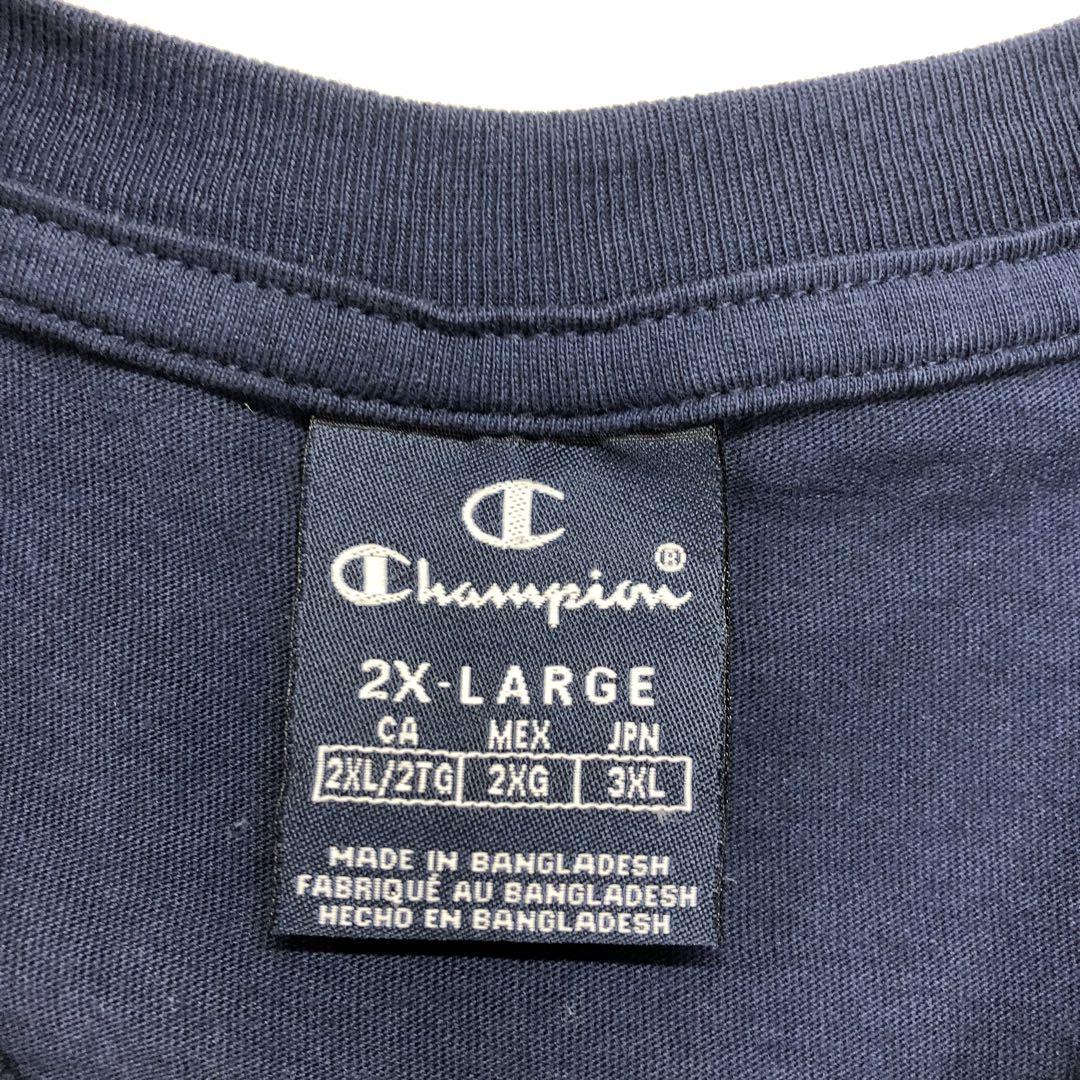 Champion®
2X-LARGE
CA MEX JPN
2XL/2TG 2XG 3XL
MADE IN BANGLADESH
FABRIQUÉ AU BANGLADESH
HECHO EN BANGLADESH